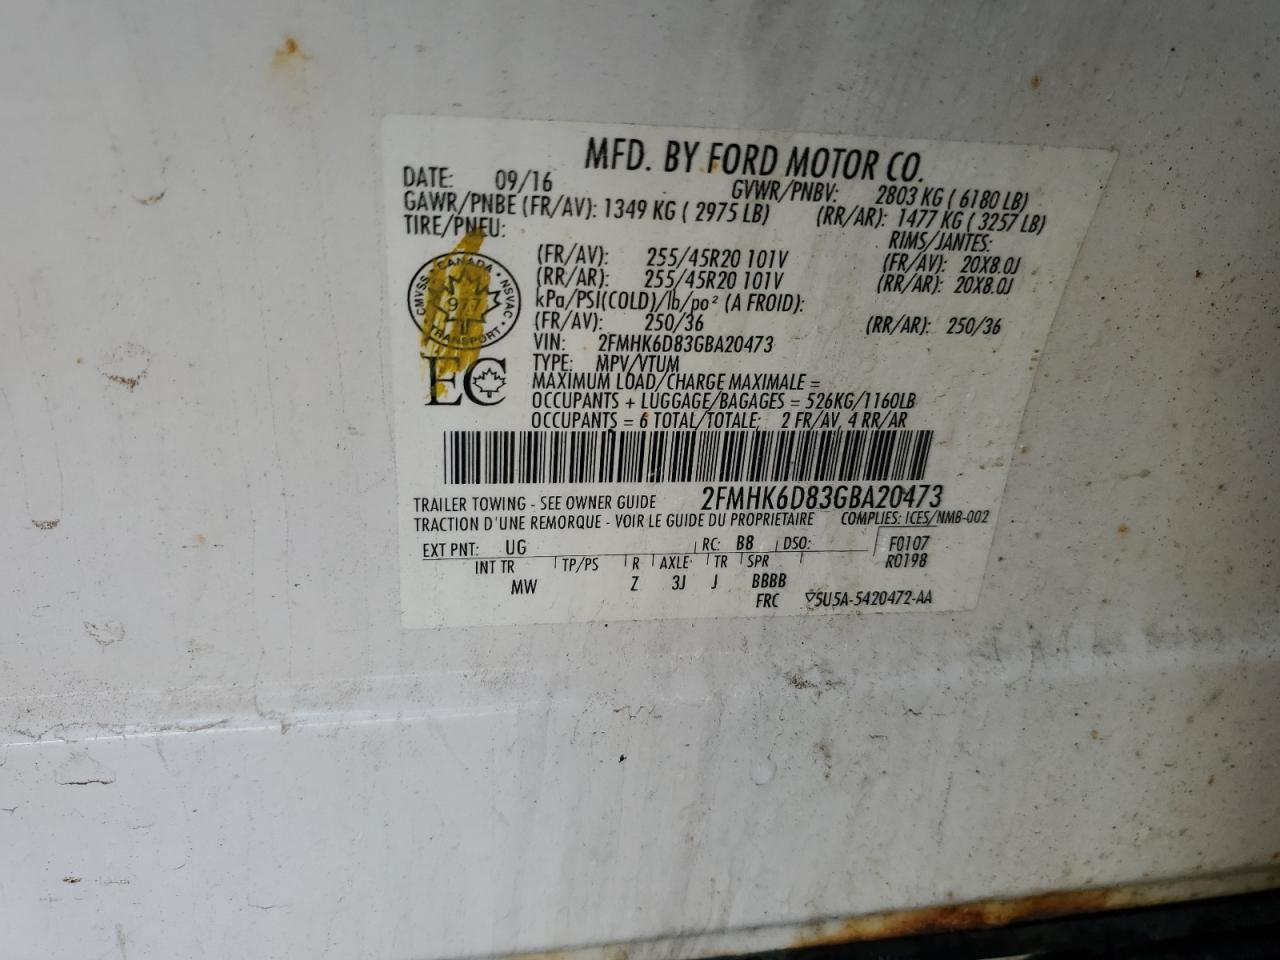 MFD. BY FORD MOTOR CO.
DATE: 09/16 GVWR/PNBV: 2803 KG ( 6180 LB)
GAWR/PNBE (FR/AV): 1349 KG ( 2975 LB) (RR/AR): 1477 KG ( 3257 LB)
TIRE/PNEU: RIMS/JANTES:
(FR/AV): 255/45R20 101V (FR/AV): 20X8.0J
(RR/AR): 255/45R20 101V (RR/AR): 20X8.0J
kPa/PSI(COLD)/lb/po² (A FROID):
(FR/AV): 250/36 (RR/AR): 250/36
CMVSS • CANADA • NSVAC
977
• TRANSPORT •
VIN: 2FMHK6D83GBA20473
TYPE: MPV/VTUM
EC
MAXIMUM LOAD/CHARGE MAXIMALE =
OCCUPANTS + LUGGAGE/BAGAGES = 526KG/1160LB
OCCUPANTS = 6 TOTAL/TOTALE; 2 FR/AV, 4 RR/AR
TRAILER TOWING - SEE OWNER GUIDE 2FMHK6D83GBA20473
TRACTION D'UNE REMORQUE - VOIR LE GUIDE DU PROPRIETAIRE COMPLIES: ICES/NMB-002
EXT PNT: UG RC: B8 DSO: F0107
INT TR TP/PS R AXLE TR SPR R0198
MW Z 3J J BBBB
FRC 5U5A-5420472-AA